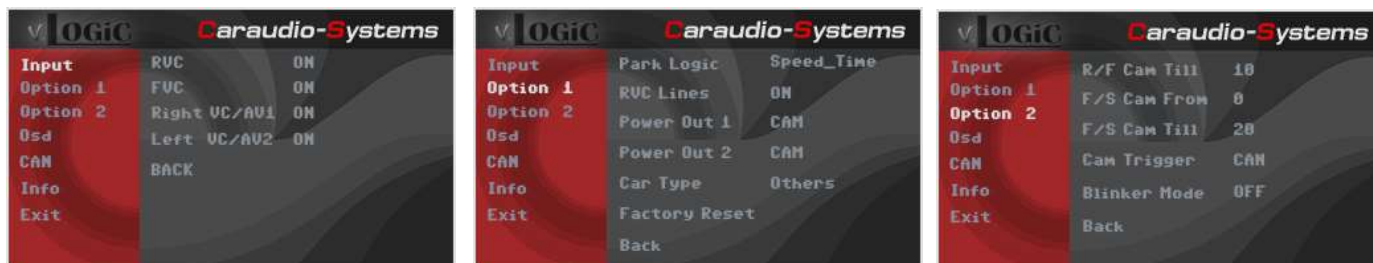 v.LOGiC Caraudio-Systems
Input RVC ON
Option 1 FVC ON
Option 2 Right VC/AV1 ON
Osd Left VC/AV2 ON
CAN BACK
Info
Exit
v.LOGiC Caraudio-Systems
Input Park Logic Speed_Time
Option 1 RVC Lines ON
Option 2 Power Out 1 CAM
Osd Power Out 2 CAM
CAN Car Type Others
Info Factory Reset
Exit Back
v.LOGiC Caraudio-Systems
Input R/F Cam Till 10
Option 1 F/S Cam From 0
Option 2 F/S Cam Till 20
Osd Cam Trigger CAN
CAN Blinker Mode OFF
Info Back
Exit